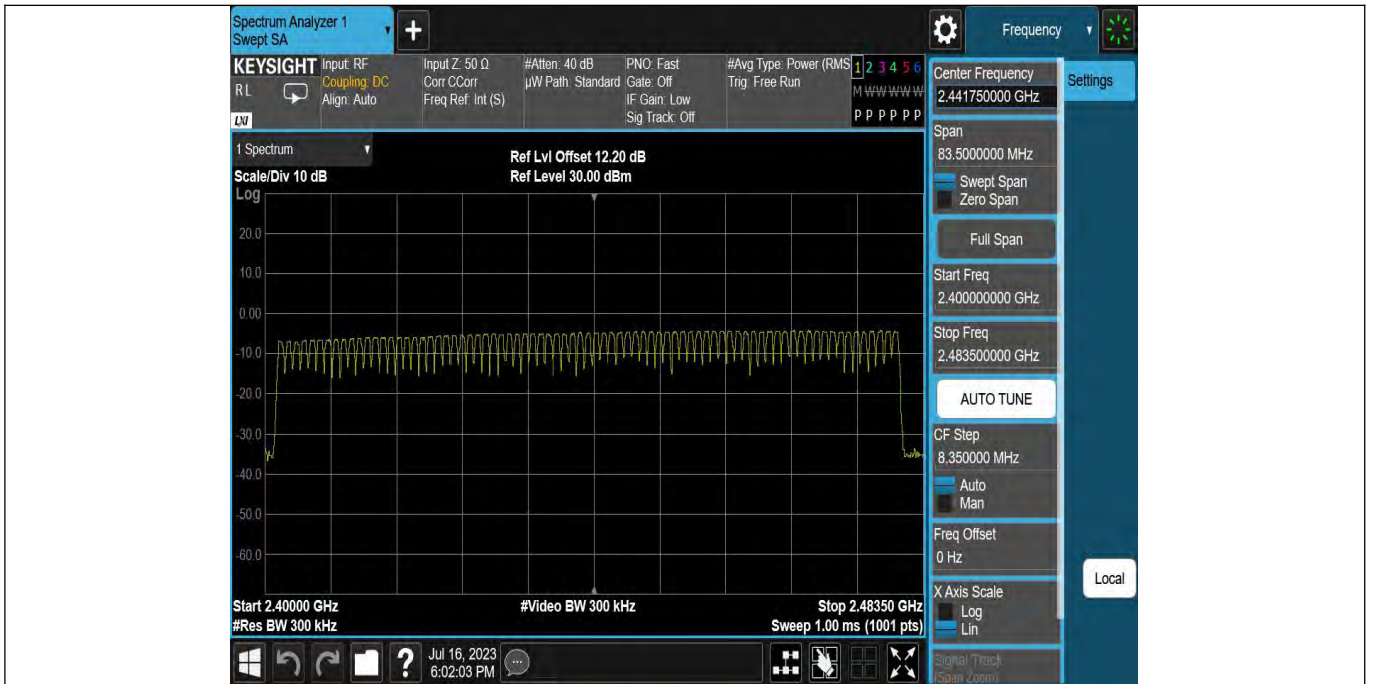 Spectrum Analyzer 1
Swept SA
+
Frequency
KEYSIGHT
RL
LXI
Input: RF
Coupling: DC
Align: Auto
Input Z: 50 Ω
Corr CCorr
Freq Ref: Int (S)
#Atten: 40 dB
µW Path: Standard
PNO: Fast
Gate: Off
IF Gain: Low
Sig Track: Off
#Avg Type: Power (RMS
Trig: Free Run
1 2 3 4 5 6
M W W W W W
P P P P P P
1 Spectrum
Scale/Div 10 dB
Ref Lvl Offset 12.20 dB
Ref Level 30.00 dBm
Log
20.0
10.0
0.00
-10.0
-20.0
-30.0
-40.0
-50.0
-60.0
Start 2.40000 GHz
#Res BW 300 kHz
#Video BW 300 kHz
Stop 2.48350 GHz
Sweep 1.00 ms (1001 pts)
Center Frequency
2.441750000 GHz
Settings
Span
83.5000000 MHz
Swept Span
Zero Span
Full Span
Start Freq
2.400000000 GHz
Stop Freq
2.483500000 GHz
AUTO TUNE
CF Step
8.350000 MHz
Auto
Man
Freq Offset
0 Hz
X Axis Scale
Log
Lin
Signal Track
(Span Zoom)
Local
?
Jul 16, 2023
6:02:03 PM